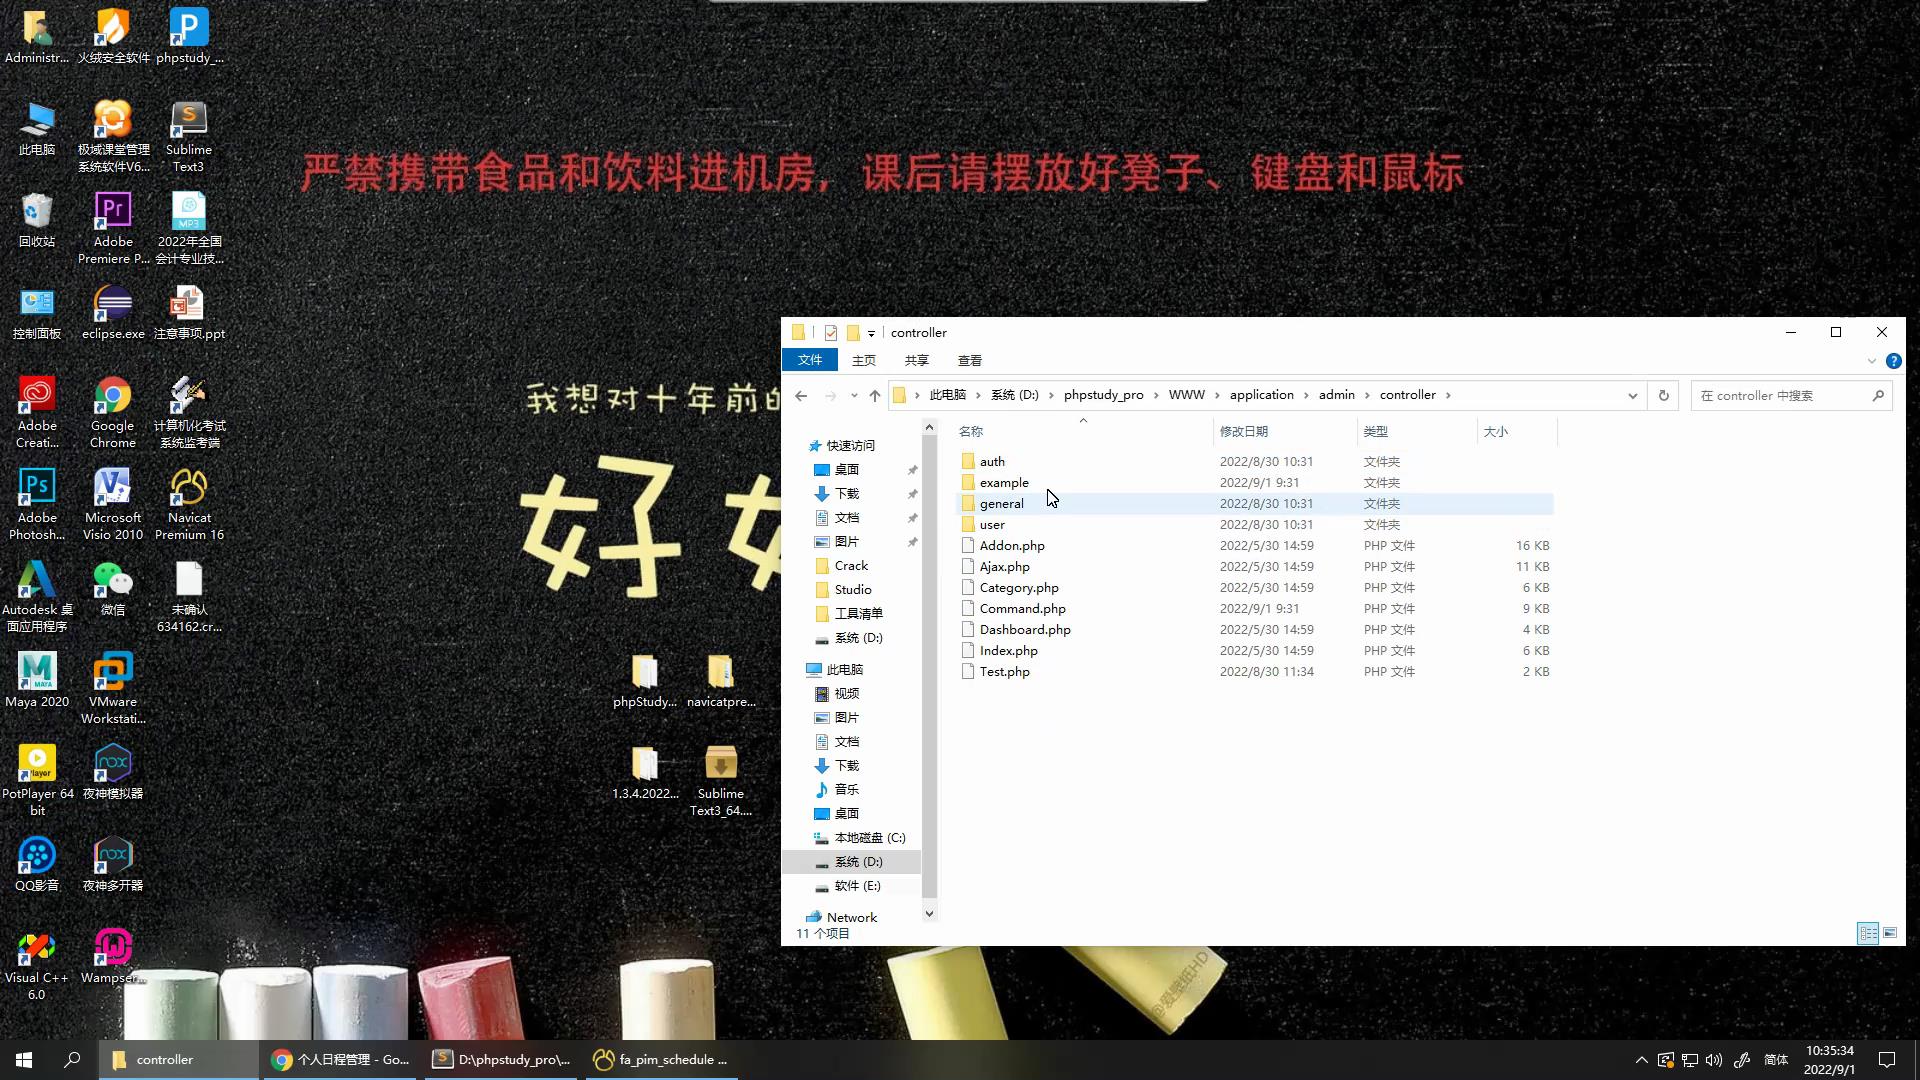 Administr...
火绒安全软件
phpstudy_...
此电脑
极域课堂管理
系统软件V6...
Sublime
Text3
回收站
Adobe
Premiere P...
MP3
2022年全国
会计专业技...
控制面板
eclipse.exe
注意事项.ppt
Adobe
Creati...
Google
Chrome
计算机化考试
系统监考端
Adobe
Photosh...
Microsoft
Visio 2010
Navicat
Premium 16
Autodesk 桌
面应用程序
微信
未确认
634162.cr...
Maya 2020
VMware
Workstati...
PotPlayer 64
bit
夜神模拟器
QQ影音
夜神多开器
Visual C++
6.0
Wampser...
严禁携带食品和饮料进机房，课后请摆放好凳子、键盘和鼠标
我想对十年前的
好
phpStudy...
navicatpre...
1.3.4.2022...
Sublime
Text3_64....
controller
文件
主页
共享
查看
此电脑
系统 (D:)
phpstudy_pro
WWW
application
admin
controller
在 controller 中搜索
快速访问
桌面
下载
文档
图片
Crack
Studio
工具清单
系统 (D:)
此电脑
视频
图片
文档
下载
音乐
桌面
本地磁盘 (C:)
系统 (D:)
软件 (E:)
Network
名称 修改日期 类型 大小
auth 2022/8/30 10:31 文件夹
example 2022/9/1 9:31 文件夹
general 2022/8/30 10:31 文件夹
user 2022/8/30 10:31 文件夹
Addon.php 2022/5/30 14:59 PHP 文件 16 KB
Ajax.php 2022/5/30 14:59 PHP 文件 11 KB
Category.php 2022/5/30 14:59 PHP 文件 6 KB
Command.php 2022/9/1 9:31 PHP 文件 9 KB
Dashboard.php 2022/5/30 14:59 PHP 文件 4 KB
Index.php 2022/5/30 14:59 PHP 文件 6 KB
Test.php 2022/8/30 11:34 PHP 文件 2 KB
11 个项目
controller
个人日程管理 - Go...
D:\phpstudy_pro\...
fa_pim_schedule ...
简体
10:35:34
2022/9/1